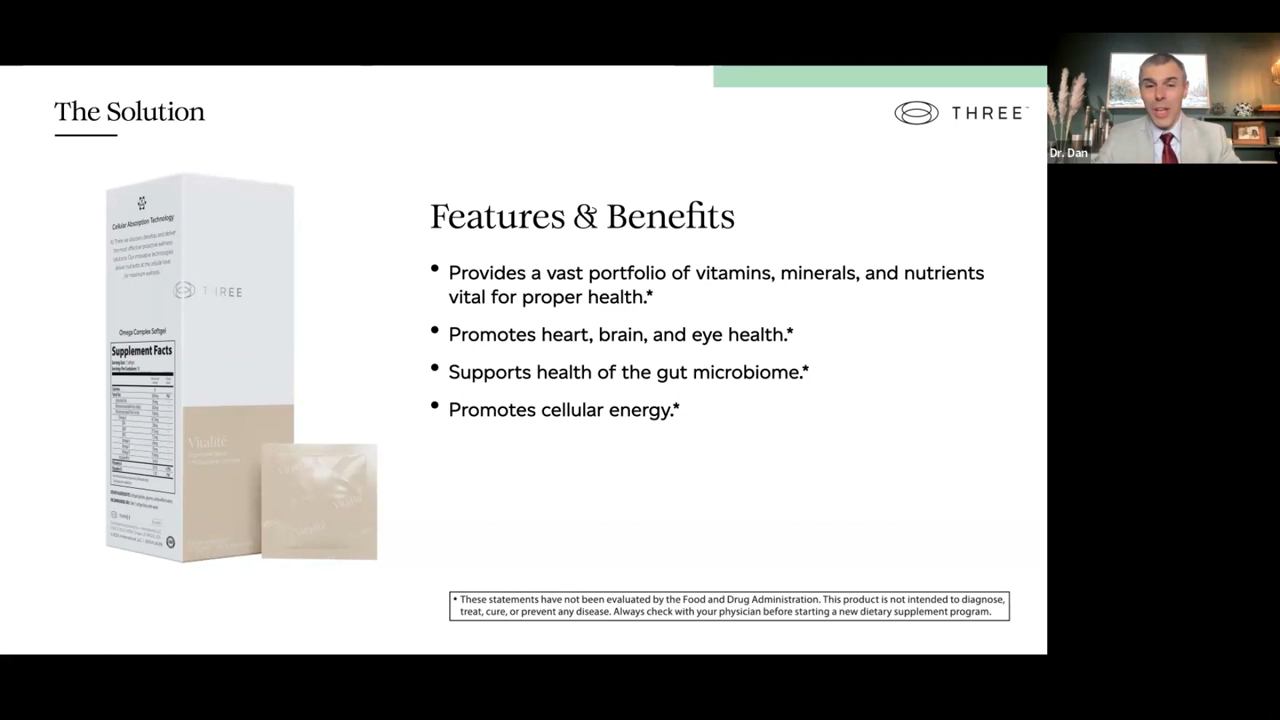 The Solution
THREE
Dr. Dan
Features & Benefits
• Provides a vast portfolio of vitamins, minerals, and nutrients
vital for proper health.*
• Promotes heart, brain, and eye health.*
• Supports health of the gut microbiome.*
• Promotes cellular energy.*
Cellular Absorption Technology
THREE
Omega Complex Softgel
Supplement Facts
Vitalité
* These statements have not been evaluated by the Food and Drug Administration. This product is not intended to diagnose,
treat, cure, or prevent any disease. Always check with your physician before starting a new dietary supplement program.